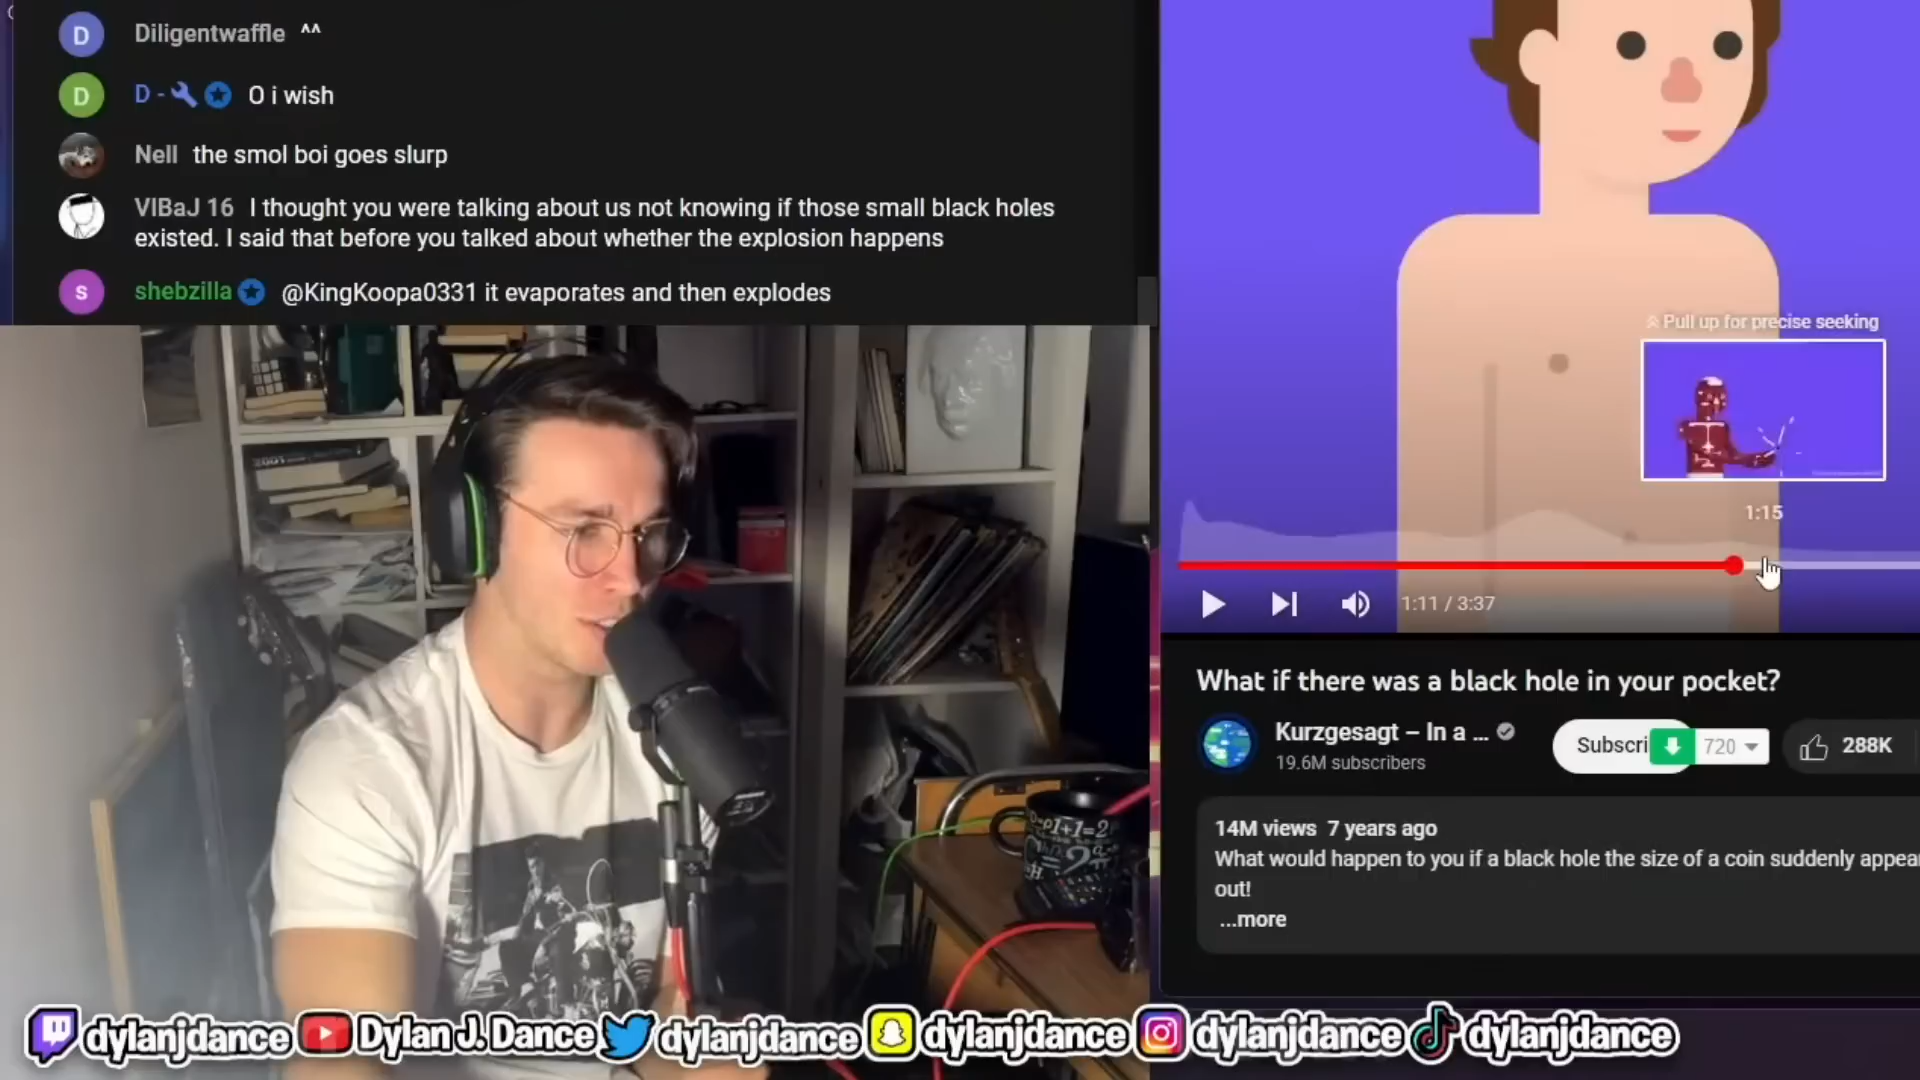 Diligentwaffle ^^
D - O i wish
Nell the smol boi goes slurp
VIBaJ 16 I thought you were talking about us not knowing if those small black holes
existed. I said that before you talked about whether the explosion happens
shebzilla @KingKoopa0331 it evaporates and then explodes
Pull up for precise seeking
1:15
1:11 / 3:37
What if there was a black hole in your pocket?
Kurzgesagt – In a ...
19.6M subscribers
Subscri
720
288K
14M views 7 years ago
What would happen to you if a black hole the size of a coin suddenly appea
out!
...more
dylanjdance Dylan J. Dance dylanjdance dylanjdance dylanjdance dylanjdance